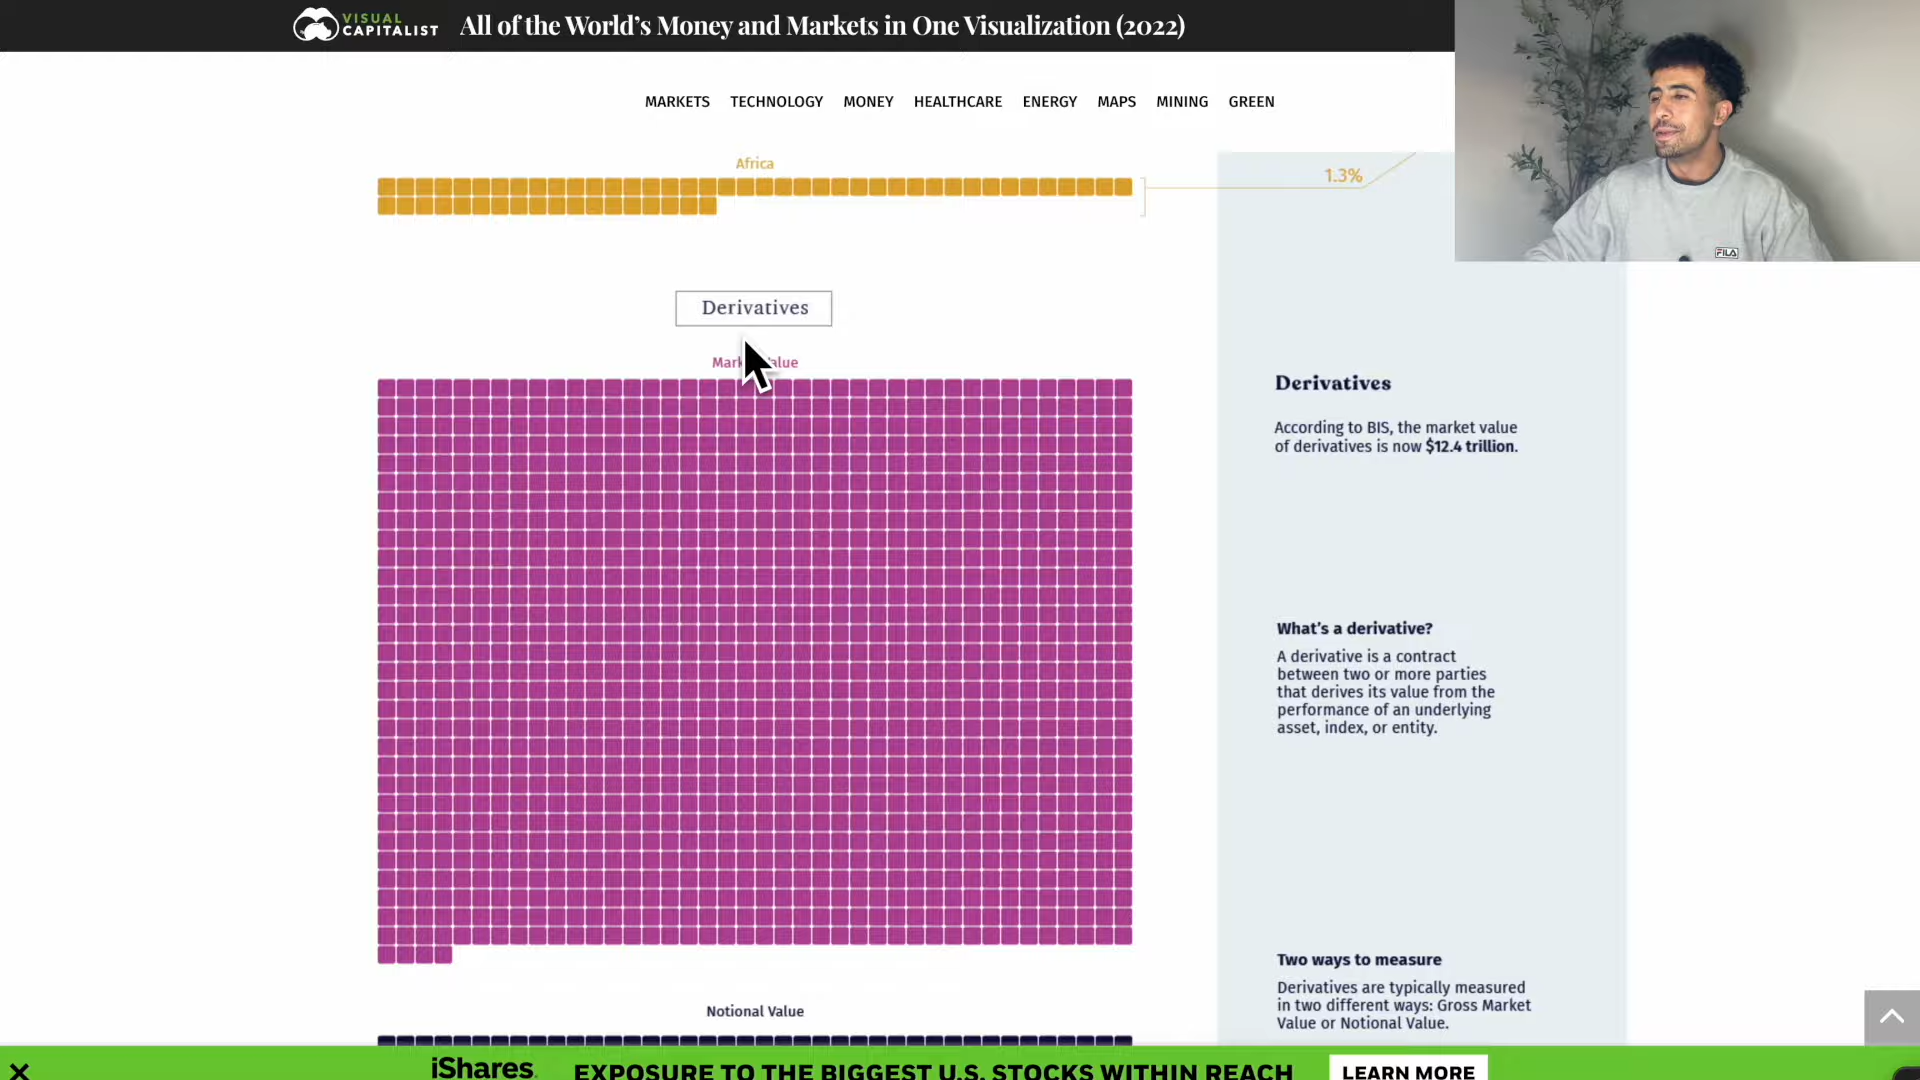 VISUAL
CAPITALIST
All of the World's Money and Markets in One Visualization (2022)
MARKETS TECHNOLOGY MONEY HEALTHCARE ENERGY MAPS MINING GREEN
Africa
1.3%
FILA
Derivatives
Derivatives
According to BIS, the market value
of derivatives is now $12.4 trillion.
What's a derivative?
A derivative is a contract
between two or more parties
that derives its value from the
performance of an underlying
asset, index, or entity.
Two ways to measure
Derivatives are typically measured
in two different ways: Gross Market
Value or Notional Value.
Notional Value
iShares.
EXPOSURE TO THE BIGGEST U.S. STOCKS WITHIN REACH
LEARN MORE